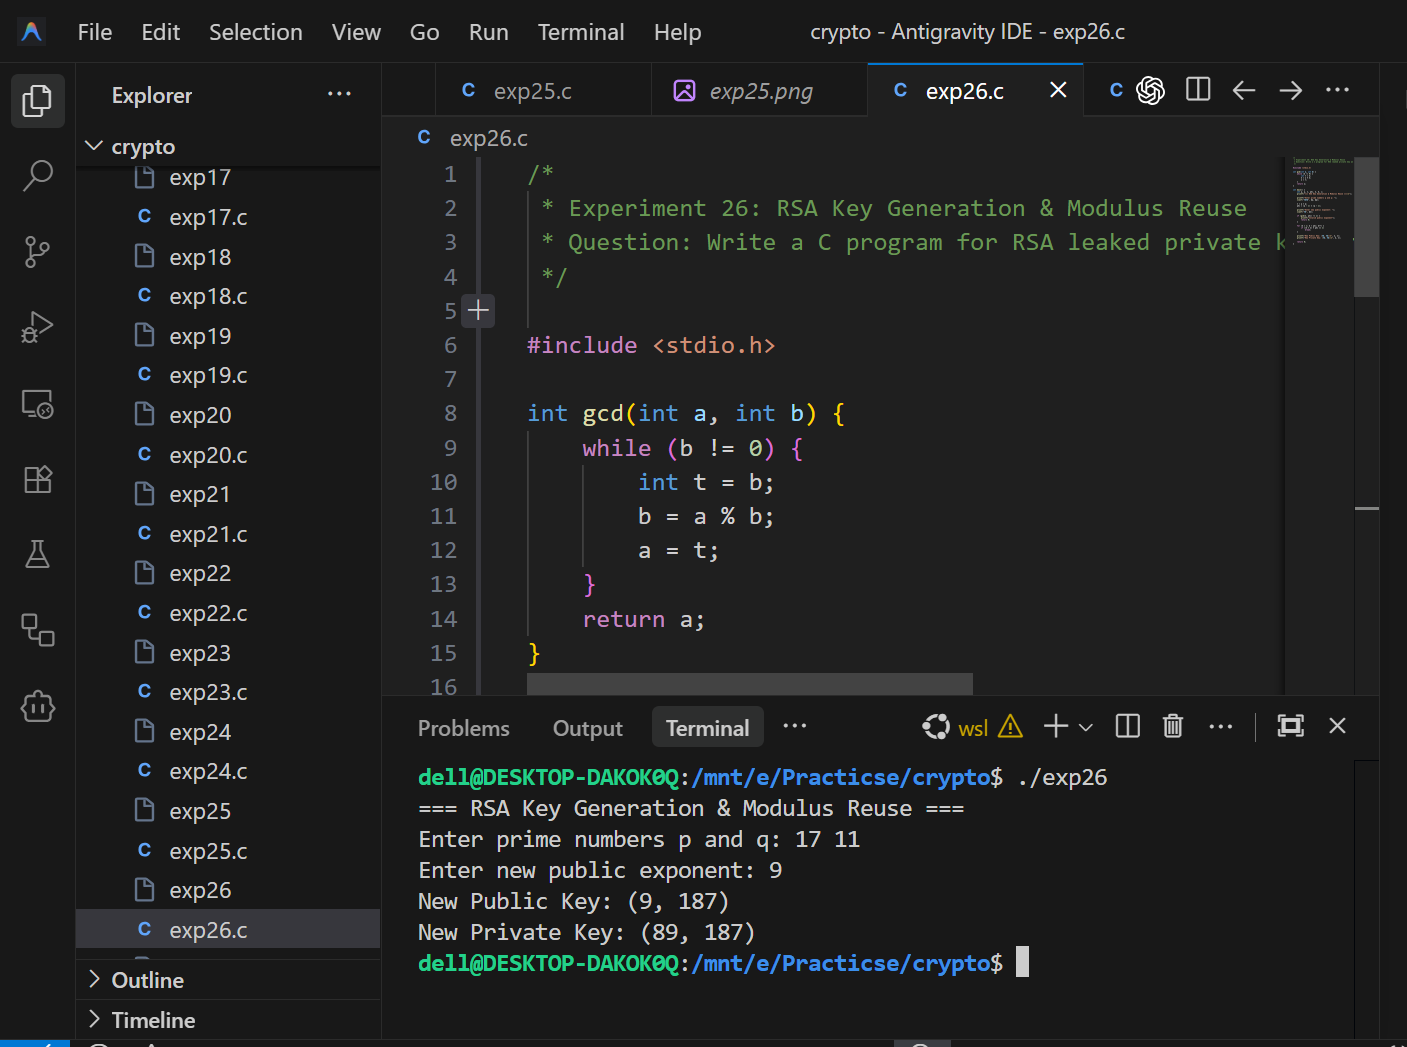 File Edit Selection View Go Run Terminal Help crypto - Antigravity IDE - exp26.c
Explorer
crypto
exp17
exp17.c
exp18
exp18.c
exp19
exp19.c
exp20
exp20.c
exp21
exp21.c
exp22
exp22.c
exp23
exp23.c
exp24
exp24.c
exp25
exp25.c
exp26
exp26.c
Outline
Timeline
C exp25.c exp25.png C exp26.c C
C exp26.c
1 /*
2 * Experiment 26: RSA Key Generation & Modulus Reuse
3 * Question: Write a C program for RSA leaked private k
4 */
5
6 #include <stdio.h>
7
8 int gcd(int a, int b) {
9 while (b != 0) {
10 int t = b;
11 b = a % b;
12 a = t;
13 }
14 return a;
15 }
16
Problems Output Terminal wsl
dell@DESKTOP-DAKOK0Q:/mnt/e/Practicse/crypto$ ./exp26
=== RSA Key Generation & Modulus Reuse ===
Enter prime numbers p and q: 17 11
Enter new public exponent: 9
New Public Key: (9, 187)
New Private Key: (89, 187)
dell@DESKTOP-DAKOK0Q:/mnt/e/Practicse/crypto$